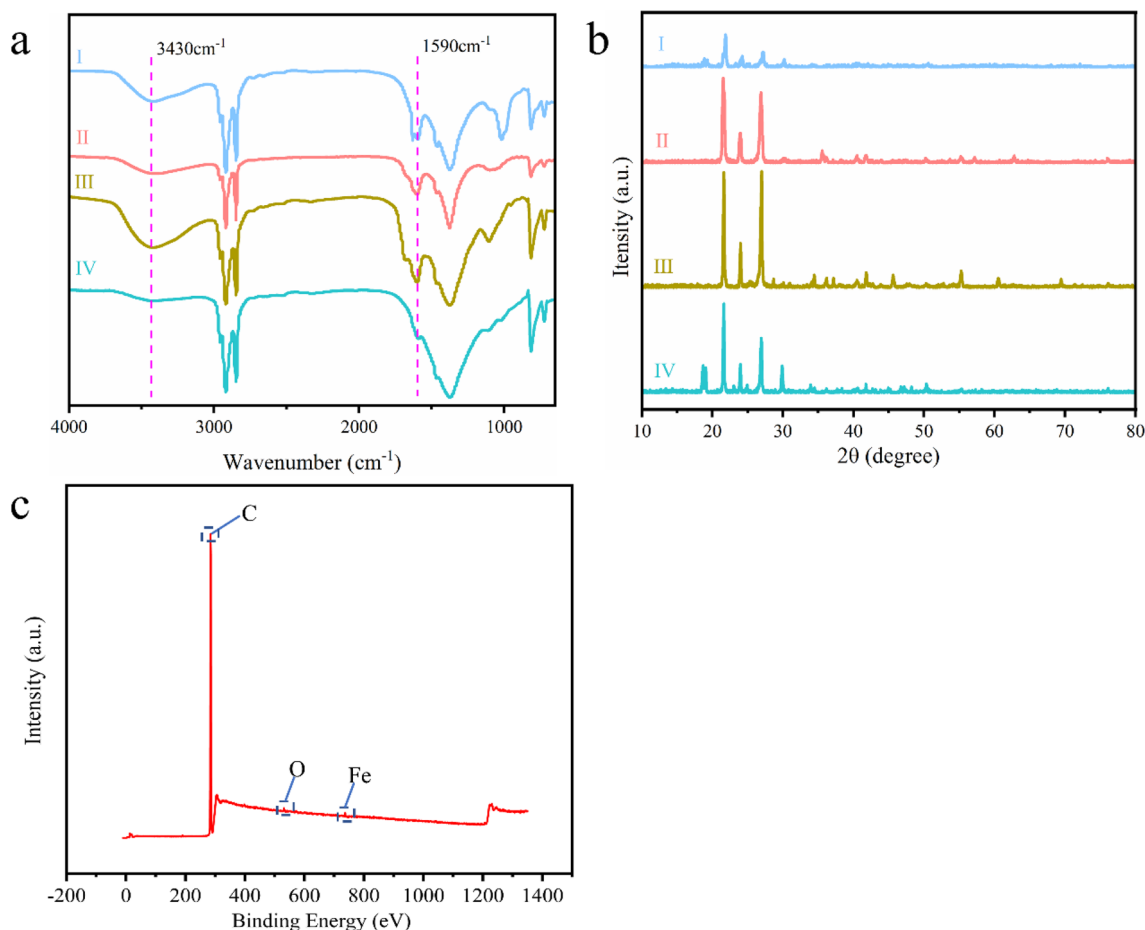 a
3430cm⁻¹
1590cm⁻¹
I
II
III
IV
4000
3000
2000
1000
Wavenumber (cm⁻¹)
b
I
II
III
IV
Itensity (a.u.)
10
20
30
40
50
60
70
80
2θ (degree)
c
C
O
Fe
Intensity (a.u.)
-200
0
200
400
600
800
1000
1200
1400
Binding Energy (eV)